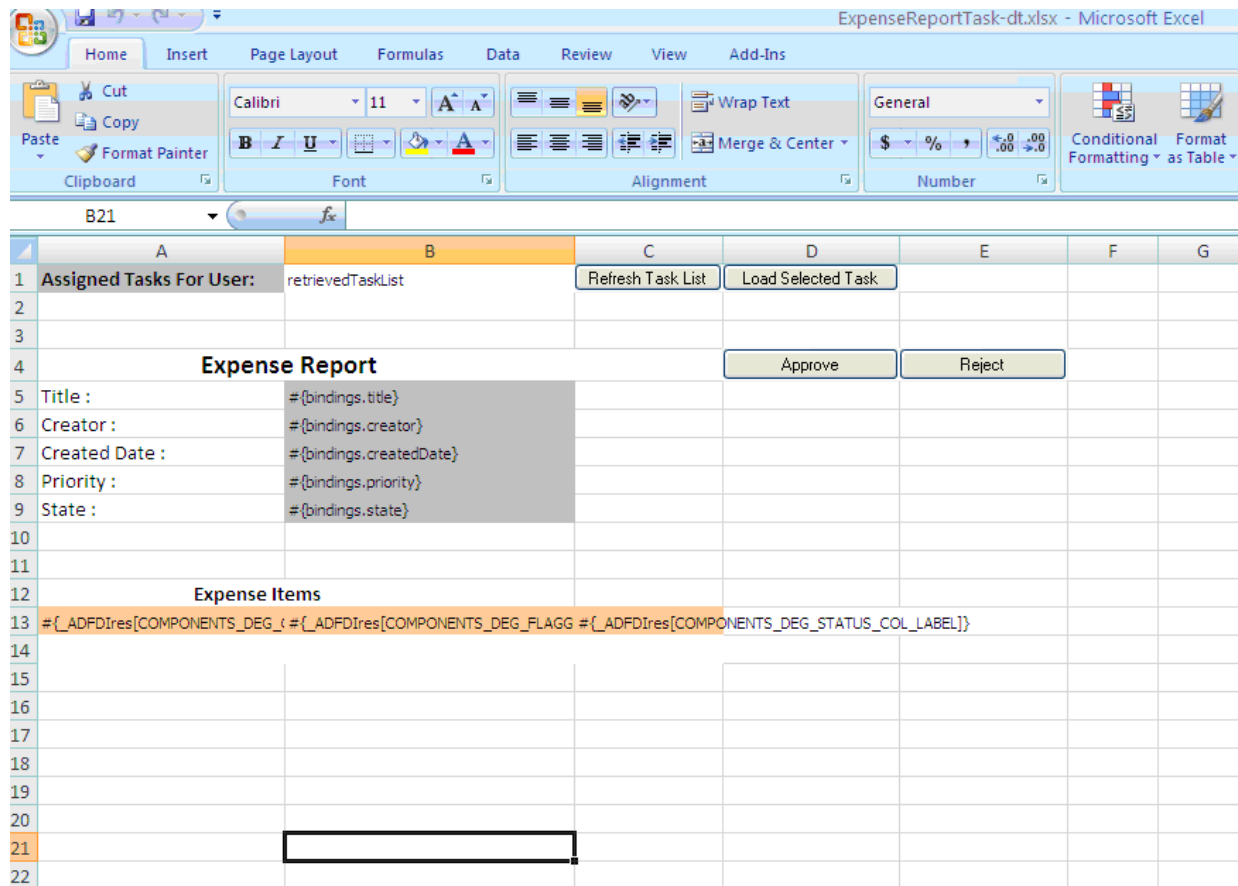 ExpenseReportTask-dt.xlsx - Microsoft Excel
Home Insert Page Layout Formulas Data Review View Add-Ins
Cut
Calibri 11 A A Wrap Text General
Copy
Paste
Format Painter
B I U A Merge & Center $ % , .0 .00 .00 .0
Conditional Formatting
Format as Table
Clipboard Font Alignment Number
B21 fx
A B C D E F G
1 Assigned Tasks For User: retrievedTaskList Refresh Task List Load Selected Task
2
3
4 Expense Report Approve Reject
5 Title : #{bindings.title}
6 Creator : #{bindings.creator}
7 Created Date : #{bindings.createdDate}
8 Priority : #{bindings.priority}
9 State : #{bindings.state}
10
11
12 Expense Items
13 #{_ADFDIres[COMPONENTS_DEG_( #{_ADFDIres[COMPONENTS_DEG_FLAGG #{_ADFDIres[COMPONENTS_DEG_STATUS_COL_LABEL]}
14
15
16
17
18
19
20
21
22